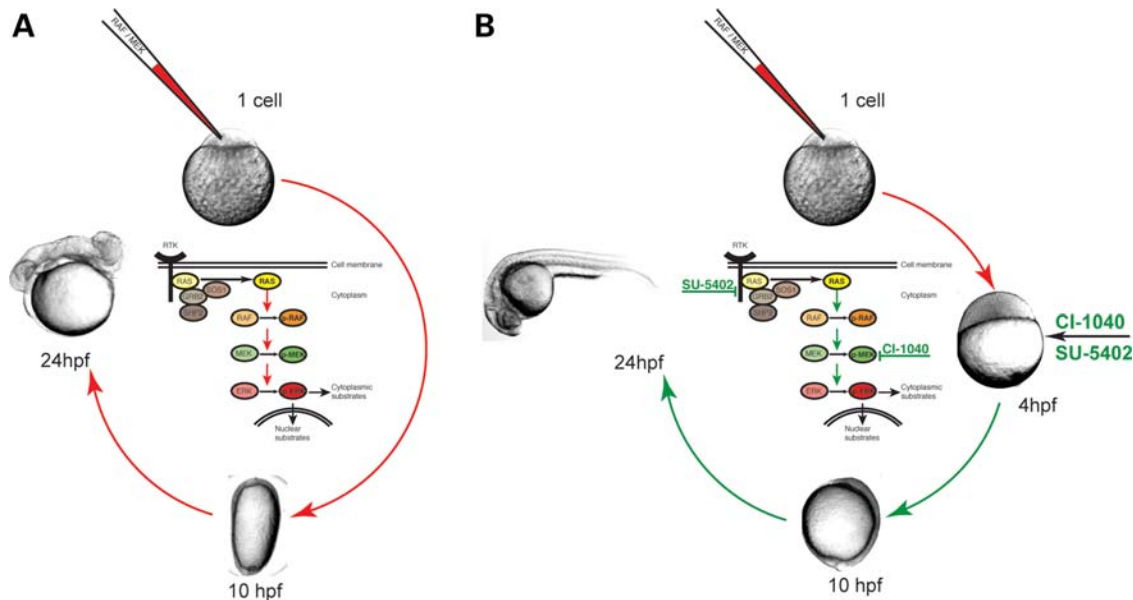 A
RAF / MEK
1 cell
RTK
Cell membrane
RAS
SOS1
RAS
GRB2
Cytoplasm
SHP2
RAF
p-RAF
MEK
p-MEK
24hpf
ERK
p-ERK
Cytoplasmic
substrates
Nuclear
substrates
10 hpf
B
RAF / MEK
1 cell
RTK
Cell membrane
SU-5402
RAS
SOS1
RAS
GRB2
Cytoplasm
SHP2
RAF
p-RAF
CI-1040
SU-5402
MEK
p-MEK
CI-1040
24hpf
ERK
p-ERK
Cytoplasmic
substrates
4hpf
Nuclear
substrates
10 hpf